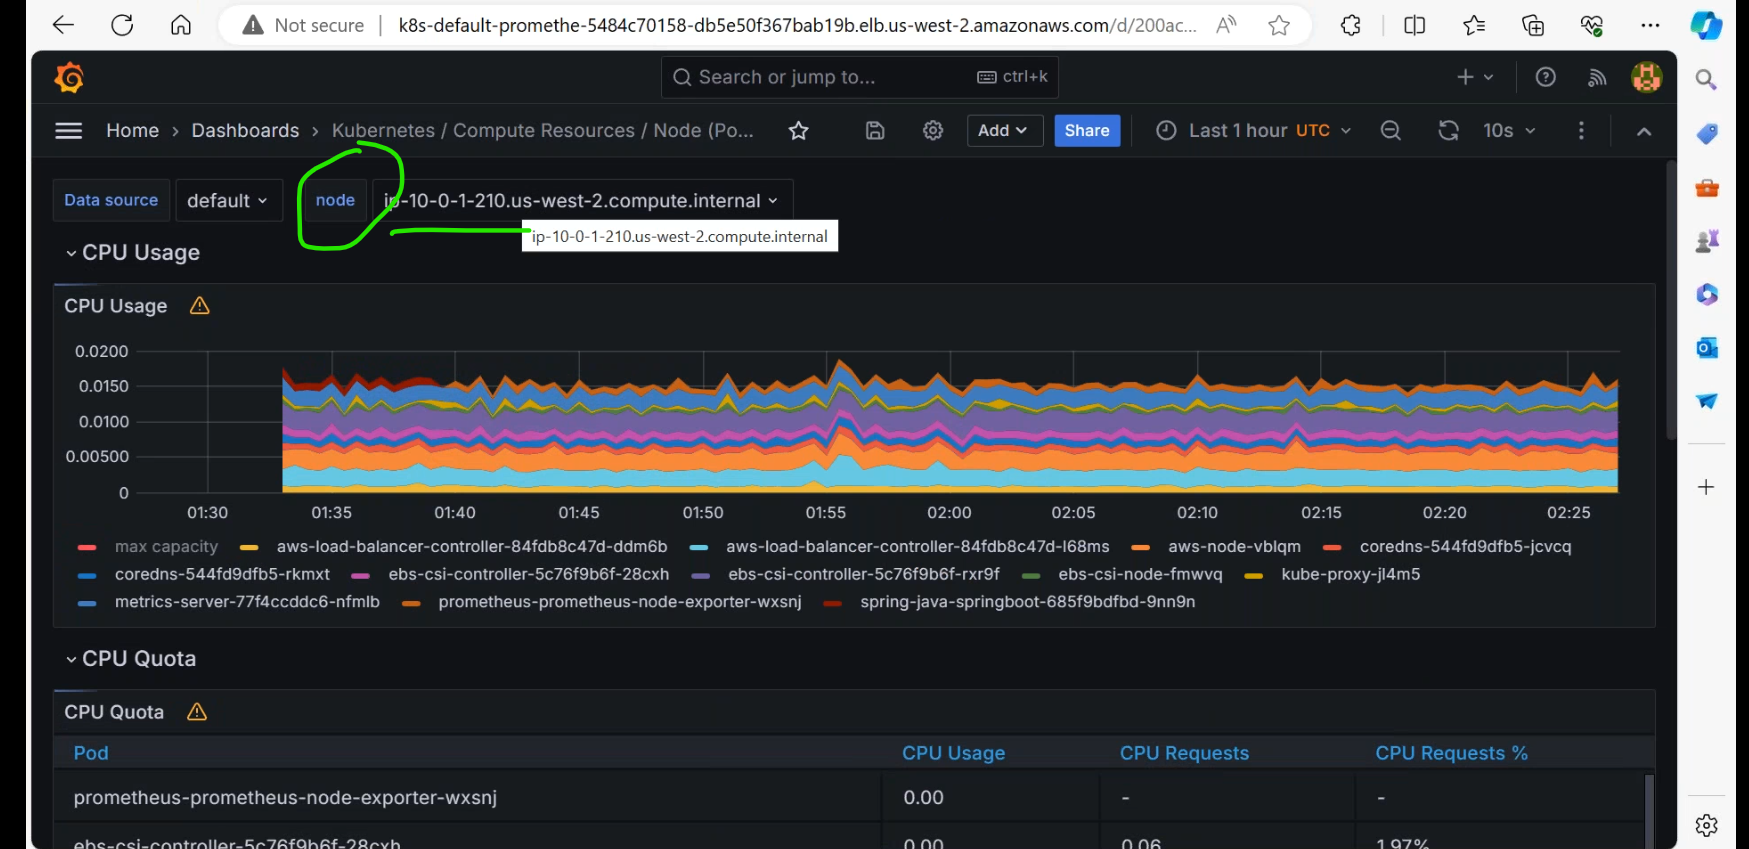 Not secure | k8s-default-promethe-5484c70158-db5e50f367bab19b.elb.us-west-2.amazonaws.com/d/200ac...
Search or jump to... ctrl+k
Home > Dashboards > Kubernetes / Compute Resources / Node (Po... Add Share Last 1 hour UTC 10s
Data source default node ip-10-0-1-210.us-west-2.compute.internal
ip-10-0-1-210.us-west-2.compute.internal
CPU Usage
CPU Usage
0.0200
0.0150
0.0100
0.00500
0
01:30 01:35 01:40 01:45 01:50 01:55 02:00 02:05 02:10 02:15 02:20 02:25
max capacity aws-load-balancer-controller-84fdb8c47d-ddm6b aws-load-balancer-controller-84fdb8c47d-l68ms aws-node-vblqm coredns-544fd9dfb5-jcvcq
coredns-544fd9dfb5-rkmxt ebs-csi-controller-5c76f9b6f-28cxh ebs-csi-controller-5c76f9b6f-rxr9f ebs-csi-node-fmwvq kube-proxy-jl4m5
metrics-server-77f4ccddc6-nfmlb prometheus-prometheus-node-exporter-wxsnj spring-java-springboot-685f9bdfbd-9nn9n
CPU Quota
CPU Quota
Pod CPU Usage CPU Requests CPU Requests %
prometheus-prometheus-node-exporter-wxsnj 0.00 - -
ebs-csi-controller-5c76f9b6f-28cxh 0.00 0.06 1.97%